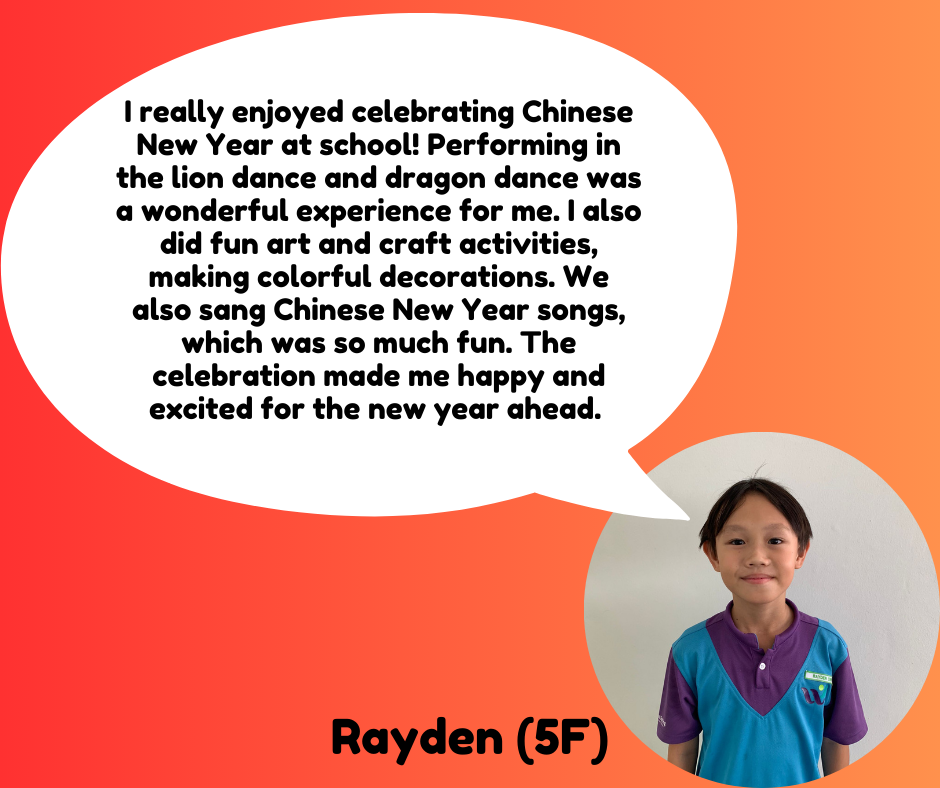 I really enjoyed celebrating Chinese
New Year at school! Performing in
the lion dance and dragon dance was
a wonderful experience for me. I also
did fun art and craft activities,
making colorful decorations. We
also sang Chinese New Year songs,
which was so much fun. The
celebration made me happy and
excited for the new year ahead.
Rayden (5F)